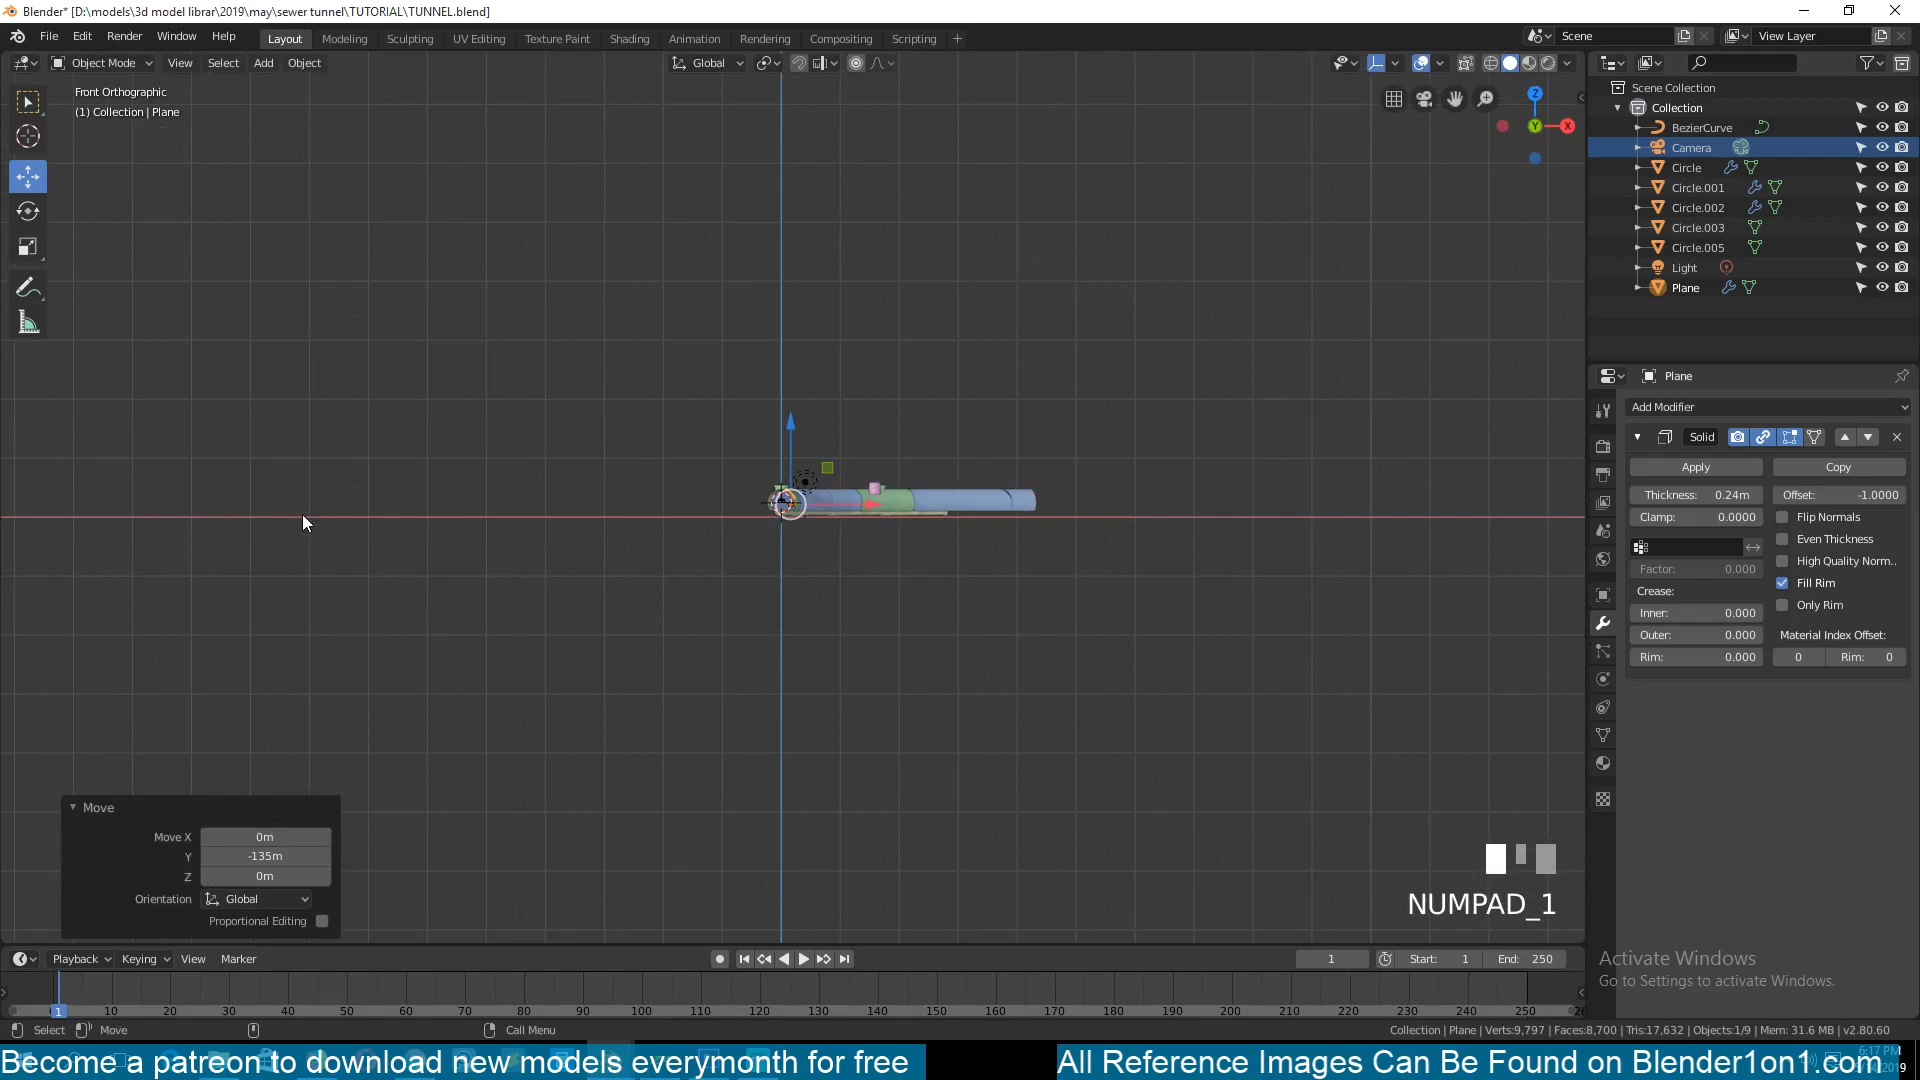 Blender* [D:\models\3d model librar\2019\may\sewer tunnel\TUTORIAL\TUNNEL.blend]
File Edit Render Window Help Layout Modeling Sculpting UV Editing Texture Paint Shading Animation Rendering Compositing Scripting + Scene View Layer
Object Mode View Select Add Object Global
Front Orthographic
(1) Collection | Plane
Z
Y
X
Scene Collection
Collection
BezierCurve
Camera
Circle
Circle.001
Circle.002
Circle.003
Circle.005
Light
Plane
Plane
Add Modifier
Solid
Apply Copy
Thickness: 0.24m Offset: -1.0000
Clamp: 0.0000 Flip Normals
Even Thickness
High Quality Norm..
Factor: 0.000 Fill Rim
Crease: Only Rim
Inner: 0.000
Outer: 0.000 Material Index Offset:
Rim: 0.000 0 Rim: 0
Move
Move X 0m
Y -135m
Z 0m
Orientation Global
Proportional Editing
NUMPAD_1
Playback Keying View Marker 1 Start: 1 End: 250
1 10 20 30 40 50 60 70 80 90 100 110 120 130 140 150 160 170 180 190 200 210 220 230 240 250
Activate Windows
Go to Settings to activate Windows.
Select Move Call Menu Collection | Plane | Verts:9,797 | Faces:8,700 | Tris:17,632 | Objects:1/9 | Mem: 31.6 MB | v2.80.60
Become a patreon to download new models everymonth for free All Reference Images Can Be Found on Blender1on1.com
6:17 PM